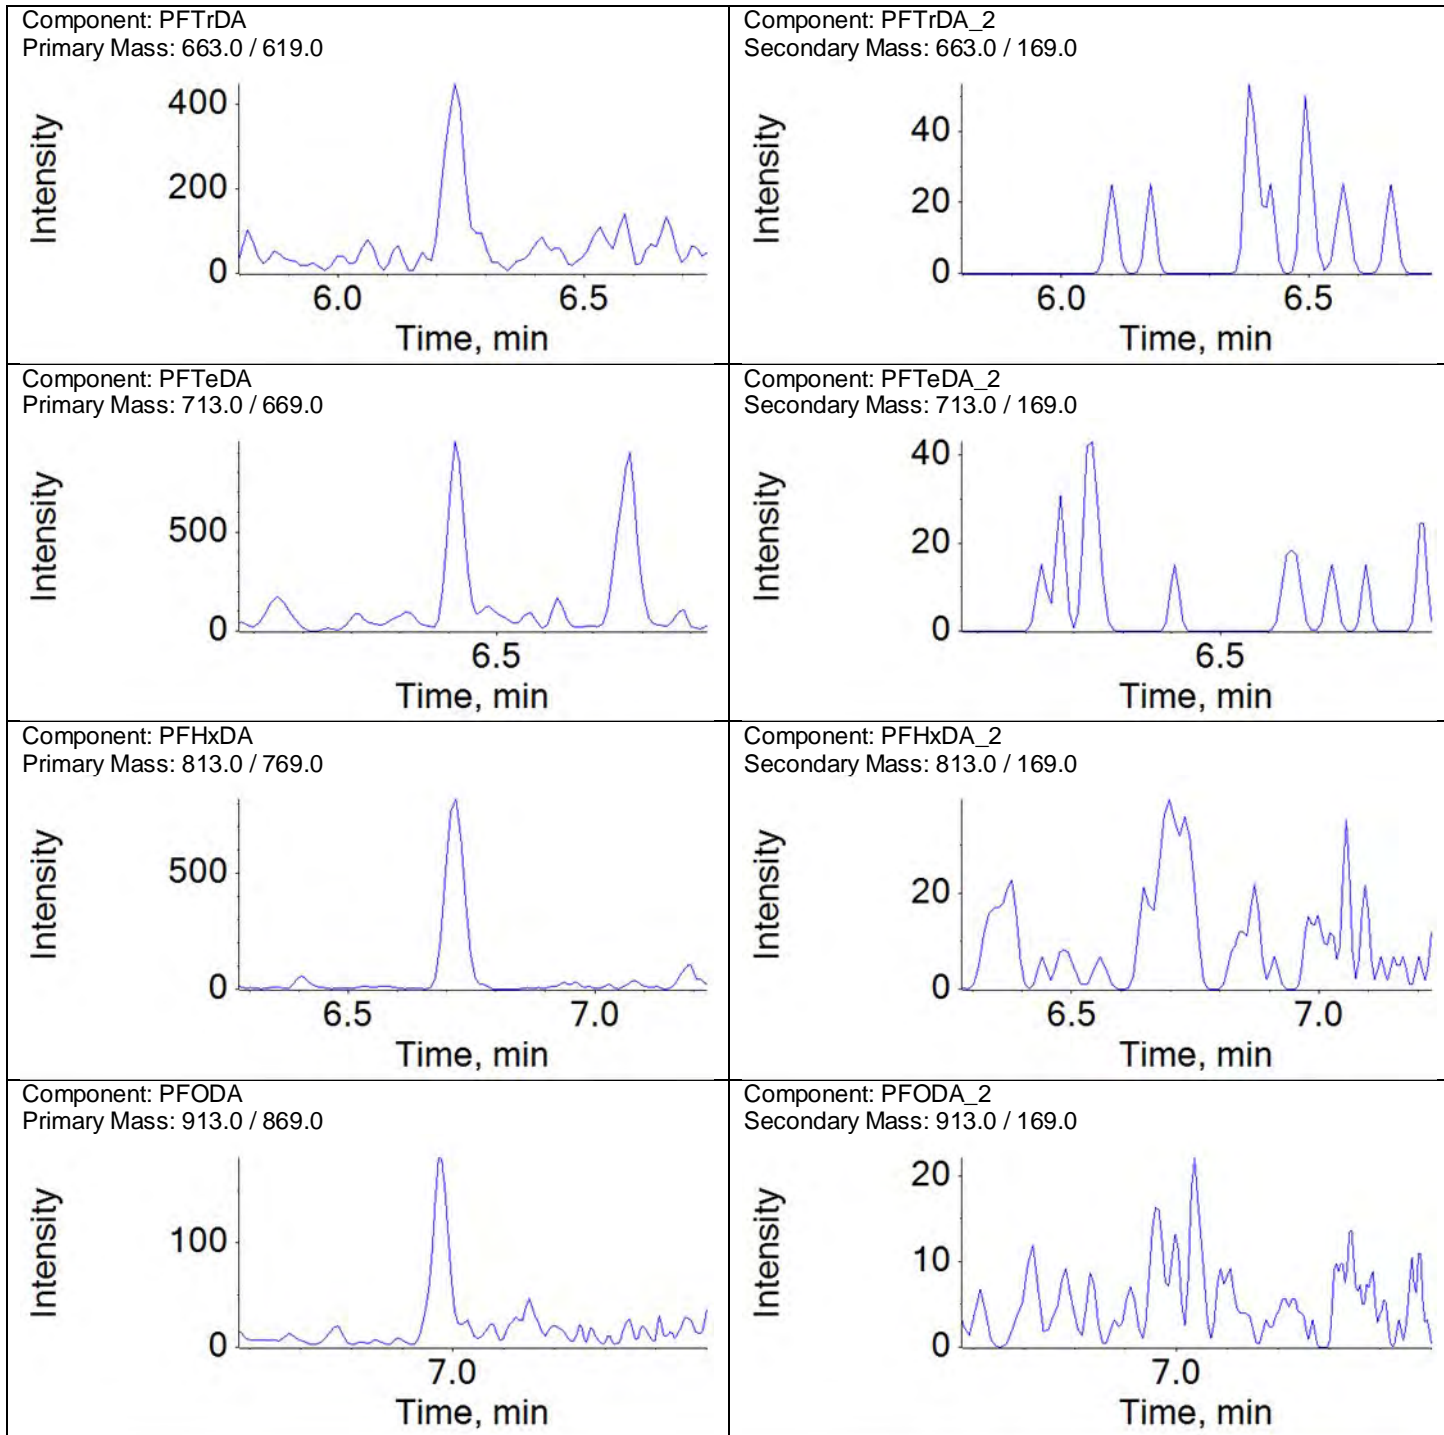 Component: PFTrDA
Primary Mass: 663.0 / 619.0
Intensity
400
200
0
6.0 6.5
Time, min
Component: PFTrDA_2
Secondary Mass: 663.0 / 169.0
Intensity
40
20
0
6.0 6.5
Time, min
Component: PFTeDA
Primary Mass: 713.0 / 669.0
Intensity
500
0
6.5
Time, min
Component: PFTeDA_2
Secondary Mass: 713.0 / 169.0
Intensity
40
20
0
6.5
Time, min
Component: PFHxDA
Primary Mass: 813.0 / 769.0
Intensity
500
0
6.5 7.0
Time, min
Component: PFHxDA_2
Secondary Mass: 813.0 / 169.0
Intensity
20
0
6.5 7.0
Time, min
Component: PFODA
Primary Mass: 913.0 / 869.0
Intensity
100
0
7.0
Time, min
Component: PFODA_2
Secondary Mass: 913.0 / 169.0
Intensity
20
10
0
7.0
Time, min